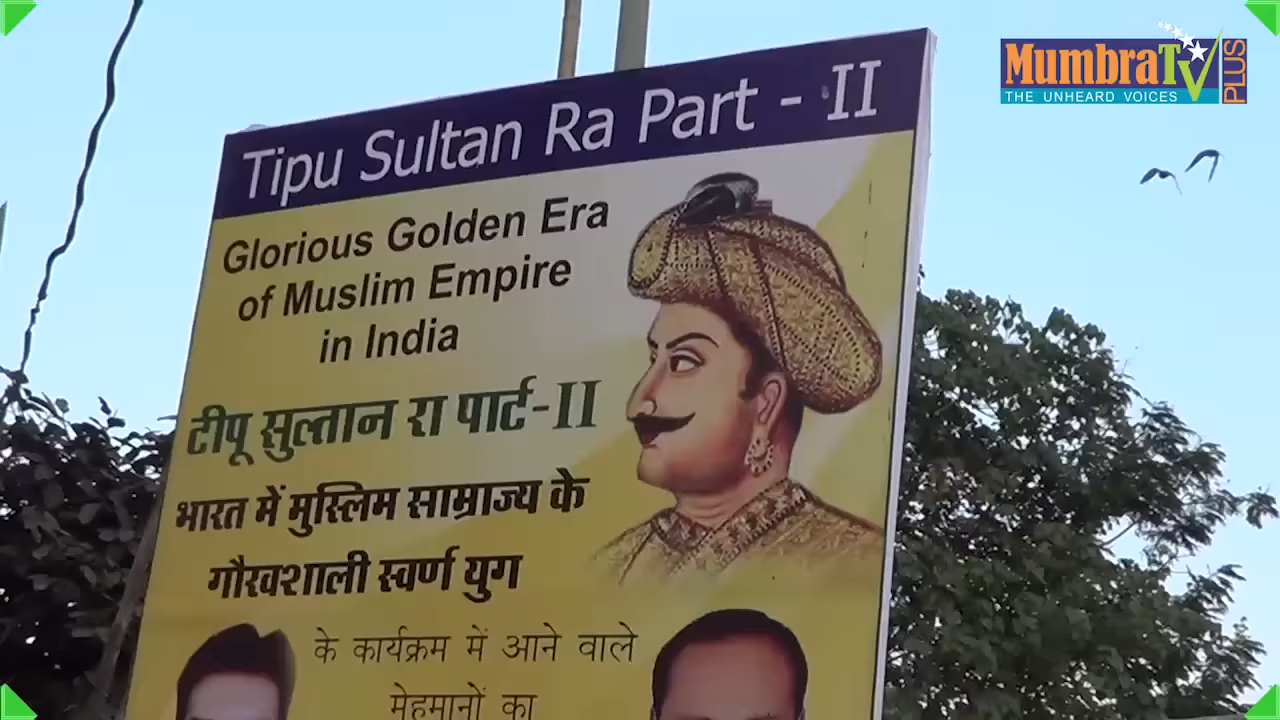 MumbraTV PLUS
THE UNHEARD VOICES
Tipu Sultan Ra Part - II
Glorious Golden Era
of Muslim Empire
in India
टीपू सुल्तान रा पार्ट-II
भारत में मुस्लिम साम्राज्य के
गौरवशाली स्वर्ण युग
के कार्यक्रम में आने वाले
मेहमानों का